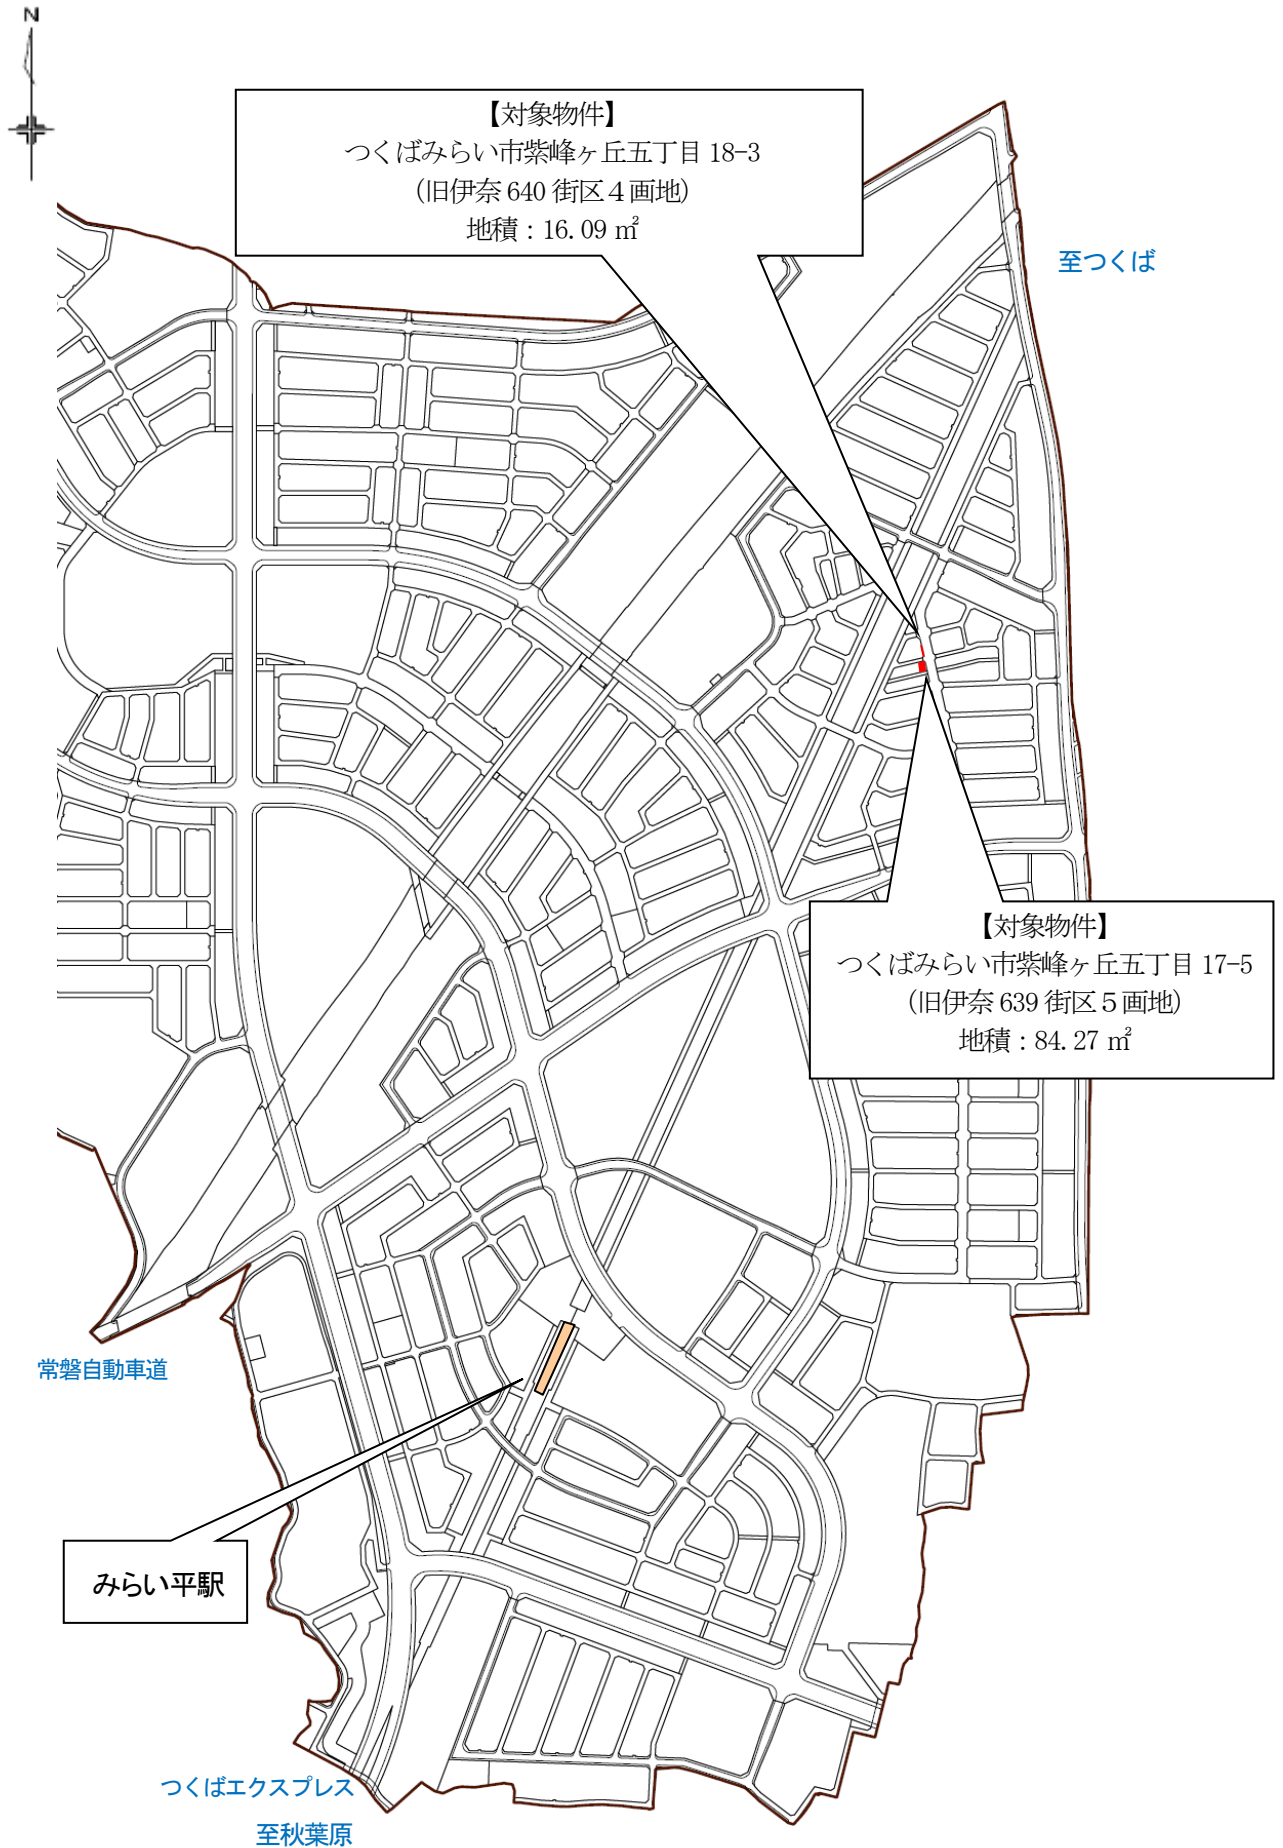 N
【対象物件】
つくばみらい市紫峰ヶ丘五丁目 18-3
(旧伊奈 640 街区４画地)
地積：16.09 ㎡
至つくば
【対象物件】
つくばみらい市紫峰ヶ丘五丁目 17-5
(旧伊奈 639 街区５画地)
地積：84.27 ㎡
常磐自動車道
みらい平駅
つくばエクスプレス
至秋葉原